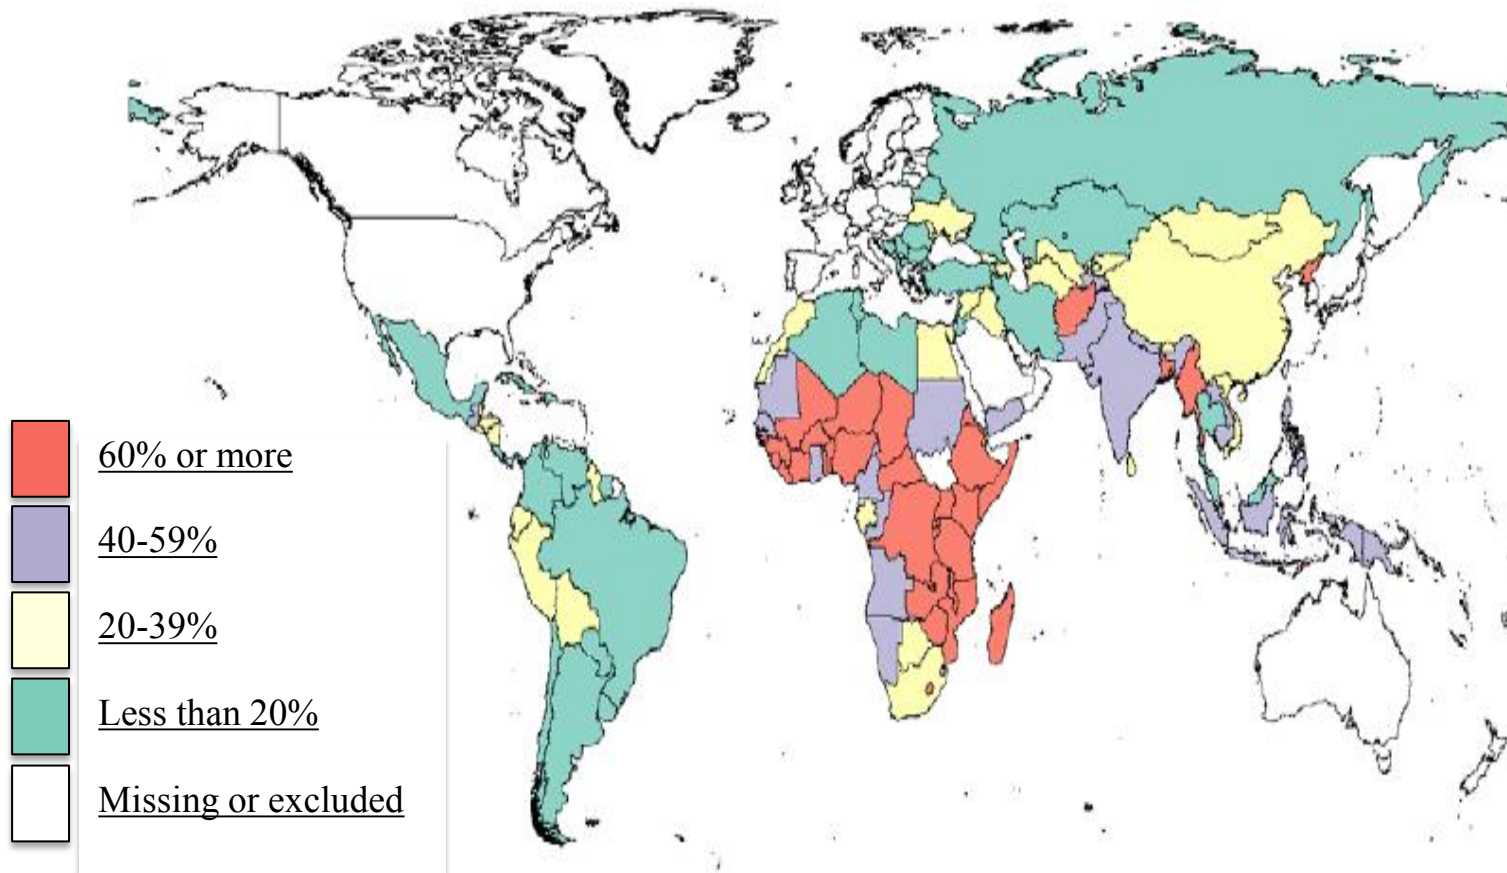 60% or more
40-59%
20-39%
Less than 20%
Missing or excluded